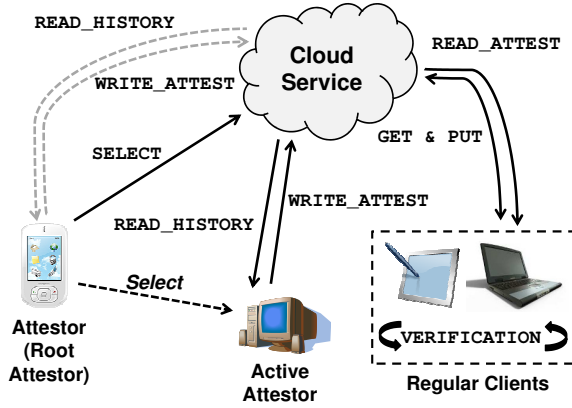 READ_HISTORY
Cloud
Service
READ_ATTEST
WRITE_ATTEST
GET & PUT
SELECT
WRITE_ATTEST
READ_HISTORY
Select
VERIFICATION
Attestor
(Root
Attestor)
Active
Attestor
Regular Clients